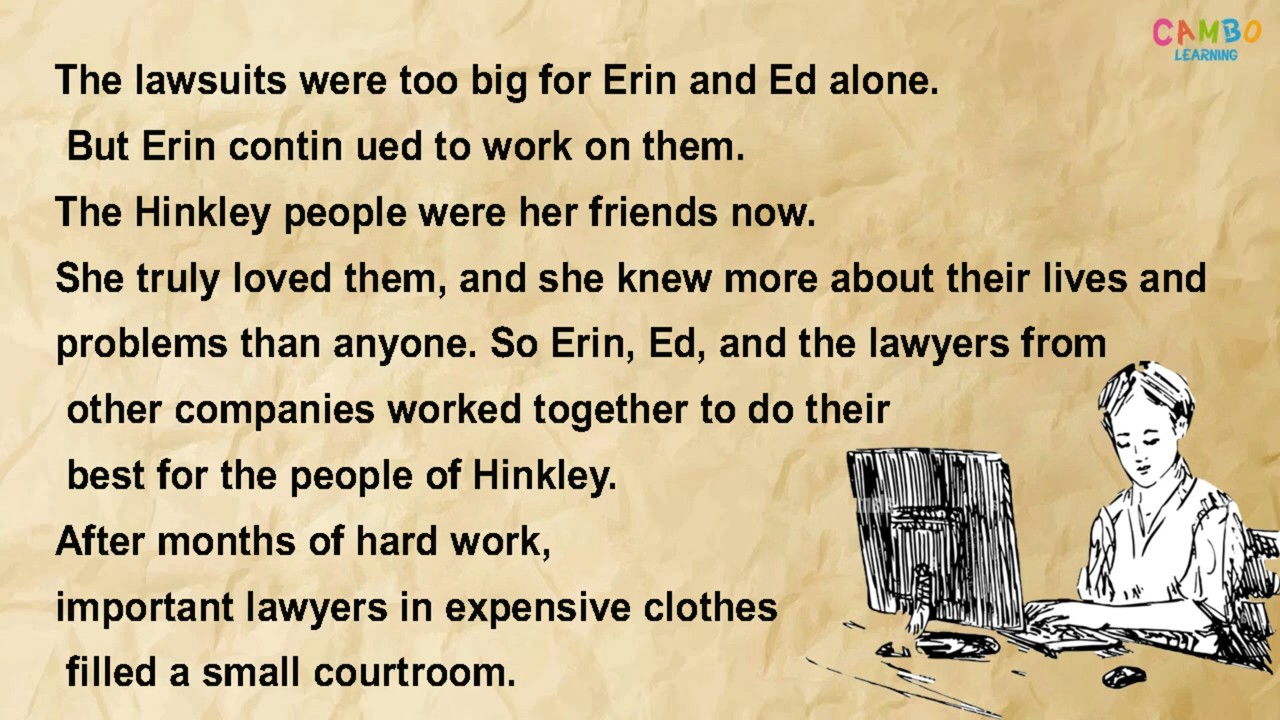 CAMBO
LEARNING
The lawsuits were too big for Erin and Ed alone.
But Erin contin ued to work on them.
The Hinkley people were her friends now.
She truly loved them, and she knew more about their lives and
problems than anyone. So Erin, Ed, and the lawyers from
other companies worked together to do their
best for the people of Hinkley.
After months of hard work,
important lawyers in expensive clothes
filled a small courtroom.